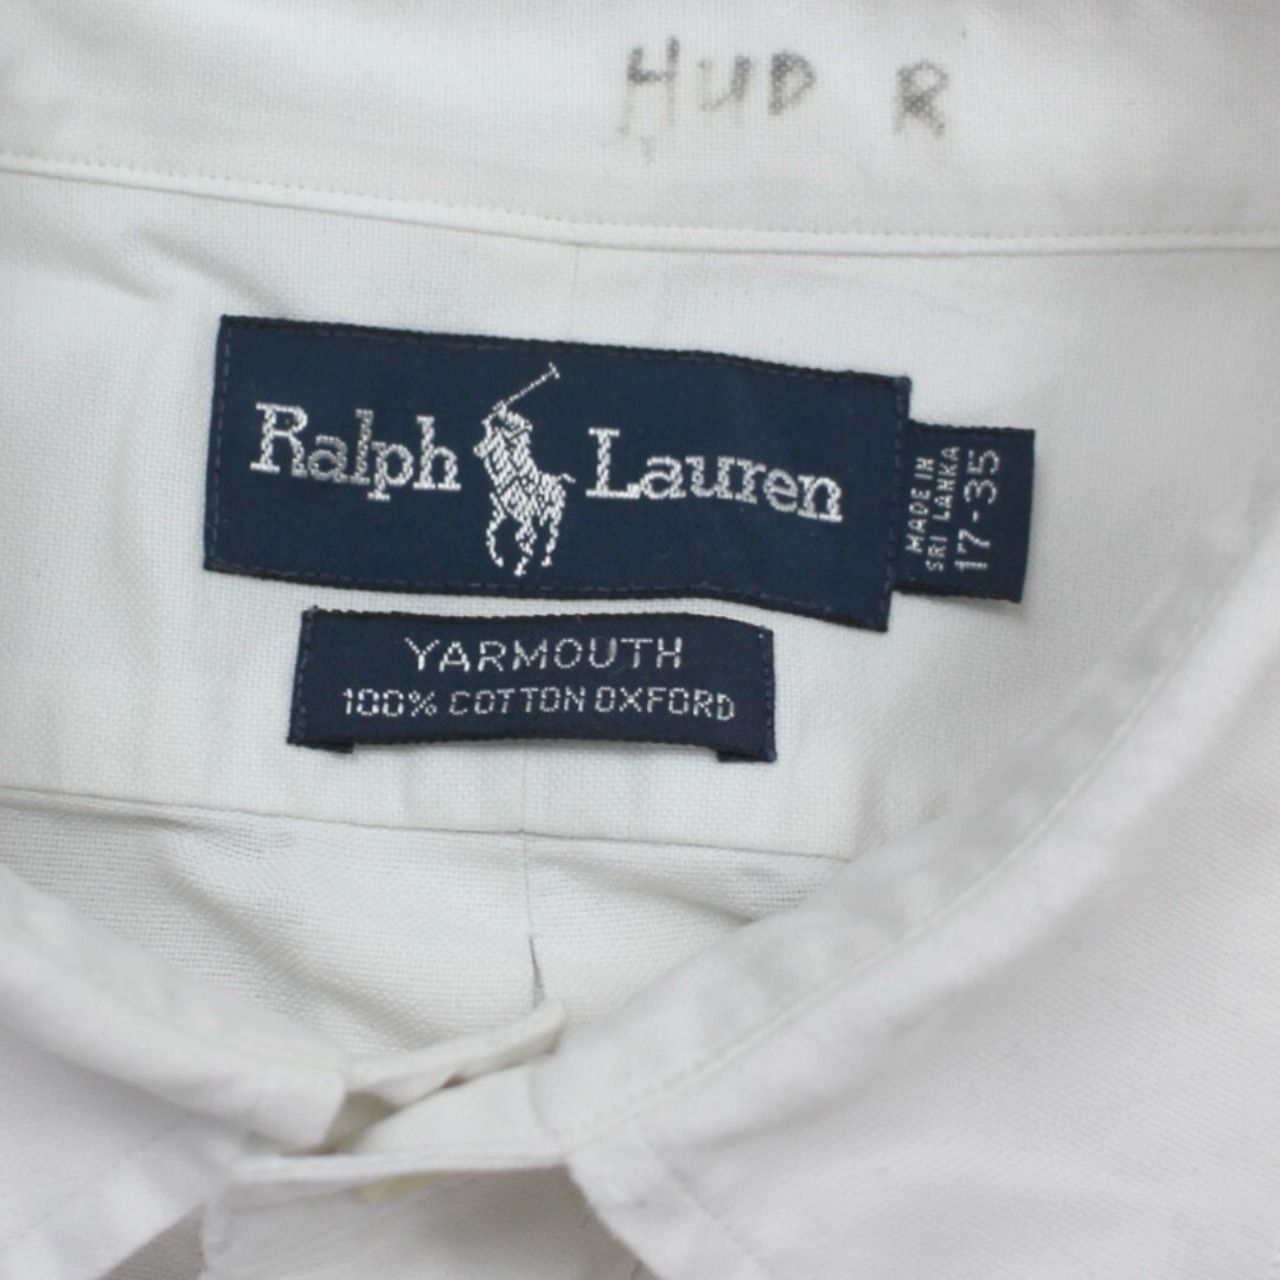 HUD R
Ralph Lauren
MADE IN
SRI LANKA
17-35
YARMOUTH
100% COTTON OXFORD